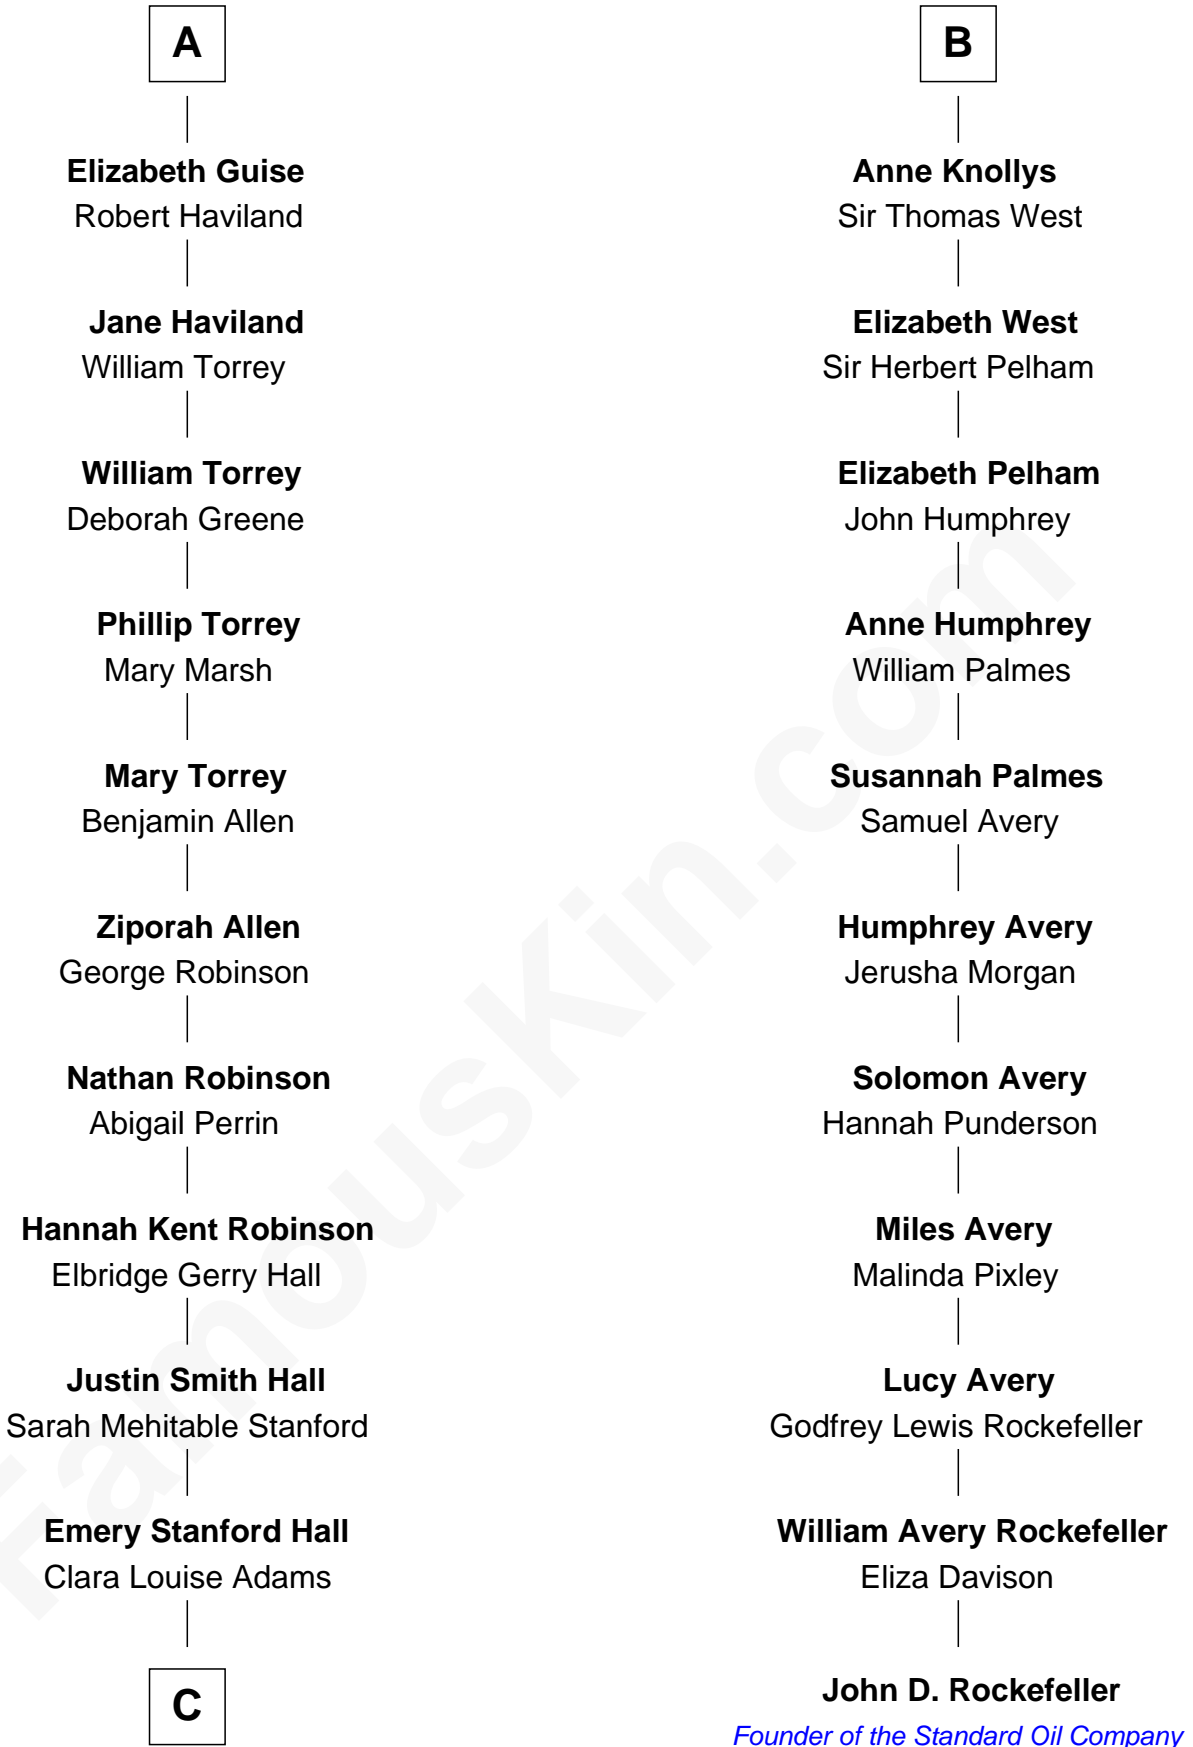 A
Elizabeth Guise
Robert Haviland
Jane Haviland
William Torrey
William Torrey
Deborah Greene
Phillip Torrey
Mary Marsh
Mary Torrey
Benjamin Allen
Ziporah Allen
George Robinson
Nathan Robinson
Abigail Perrin
Hannah Kent Robinson
Elbridge Gerry Hall
Justin Smith Hall
Sarah Mehitable Stanford
Emery Stanford Hall
Clara Louise Adams
C
B
Anne Knollys
Sir Thomas West
Elizabeth West
Sir Herbert Pelham
Elizabeth Pelham
John Humphrey
Anne Humphrey
William Palmes
Susannah Palmes
Samuel Avery
Humphrey Avery
Jerusha Morgan
Solomon Avery
Hannah Punderson
Miles Avery
Malinda Pixley
Lucy Avery
Godfrey Lewis Rockefeller
William Avery Rockefeller
Eliza Davison
John D. Rockefeller
Founder of the Standard Oil Company
FamousKin.com